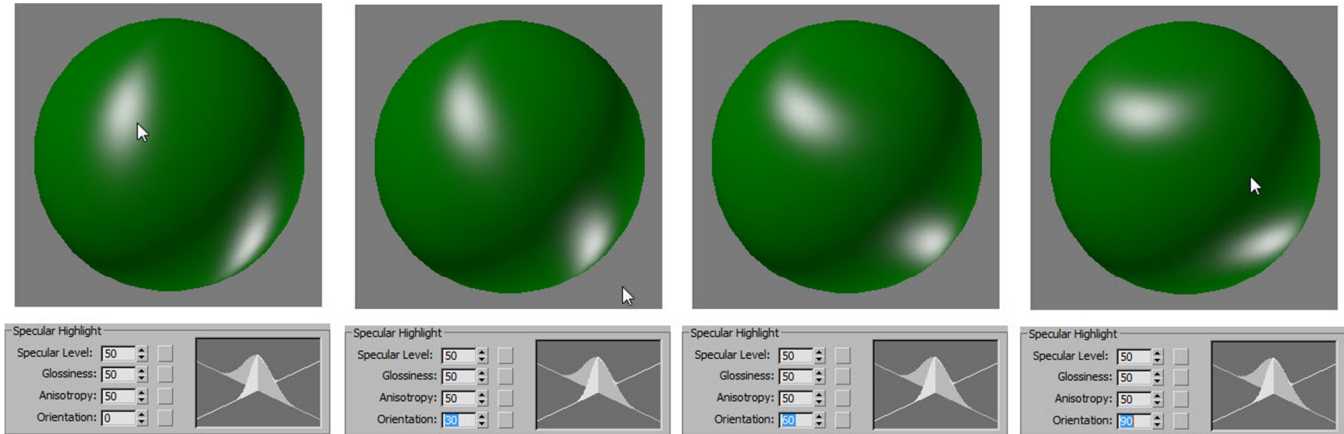 Specular Highlight
Specular Level: 50
Glossiness: 50
Anisotropy: 50
Orientation: 0
Specular Highlight
Specular Level: 50
Glossiness: 50
Anisotropy: 50
Orientation: 30
Specular Highlight
Specular Level: 50
Glossiness: 50
Anisotropy: 50
Orientation: 60
Specular Highlight
Specular Level: 50
Glossiness: 50
Anisotropy: 50
Orientation: 90